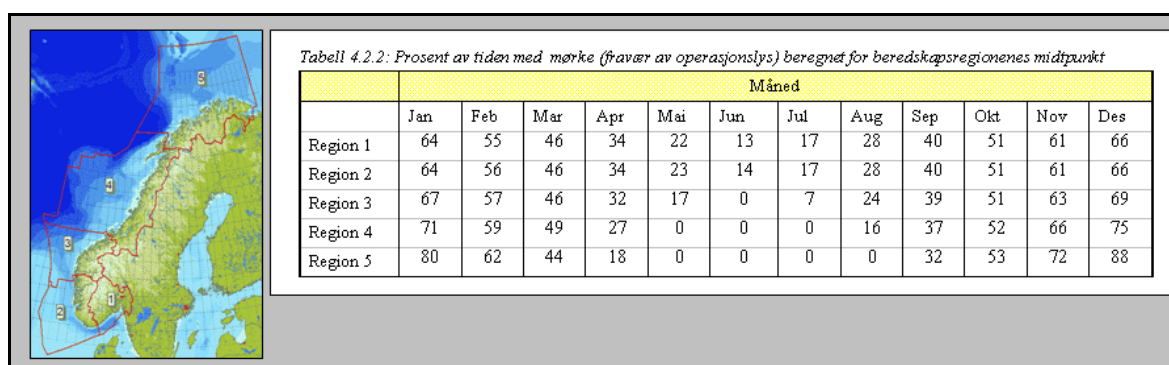 5
4
3
2
1
Tabell 4.2.2: Prosent av tiden med mørke (fravær av operasjonslys) beregnet for beredskapsregionenes midtpunkt
Måned
Jan Feb Mar Apr Mai Jun Jul Aug Sep Okt Nov Des
Region 1 64 55 46 34 22 13 17 28 40 51 61 66
Region 2 64 56 46 34 23 14 17 28 40 51 61 66
Region 3 67 57 46 32 17 0 7 24 39 51 63 69
Region 4 71 59 49 27 0 0 0 16 37 52 66 75
Region 5 80 62 44 18 0 0 0 0 32 53 72 88